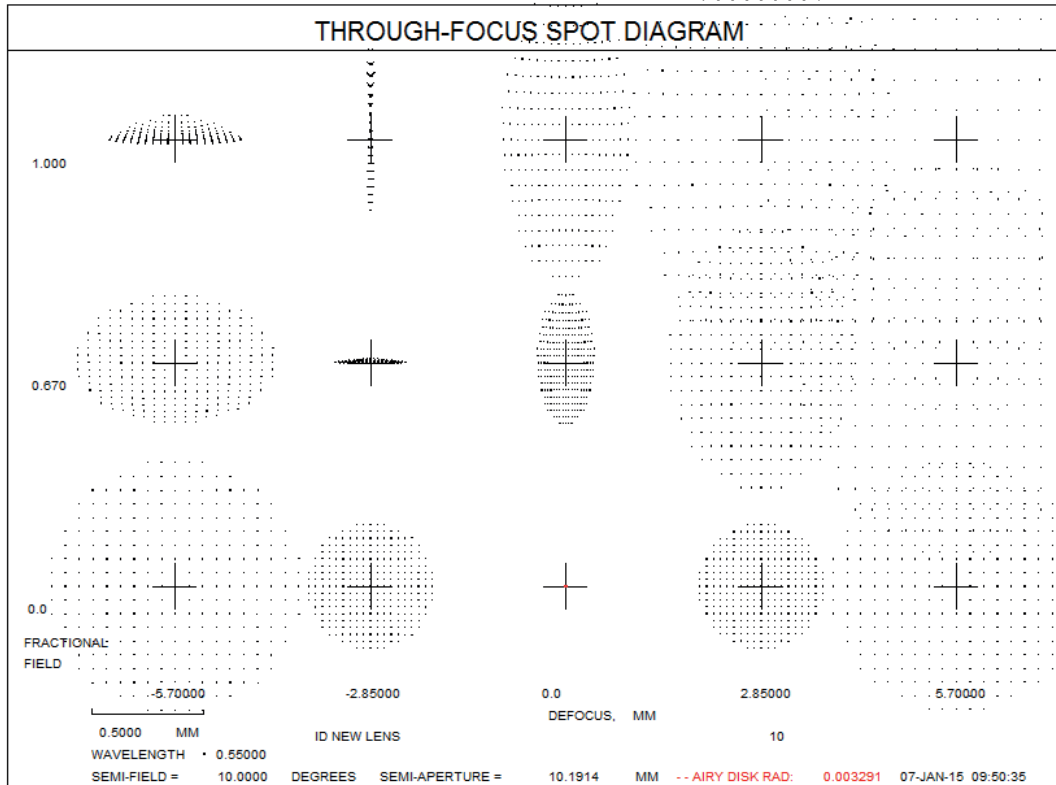 THROUGH-FOCUS SPOT DIAGRAM
1.000
0.670
0.0
FRACTIONAL
FIELD
-5.70000 -2.85000 0.0 2.85000 5.70000
DEFOCUS, MM
0.5000 MM ID NEW LENS 10
WAVELENGTH • 0.55000
SEMI-FIELD = 10.0000 DEGREES SEMI-APERTURE = 10.1914 MM - - AIRY DISK RAD: 0.003291 07-JAN-15 09:50:35